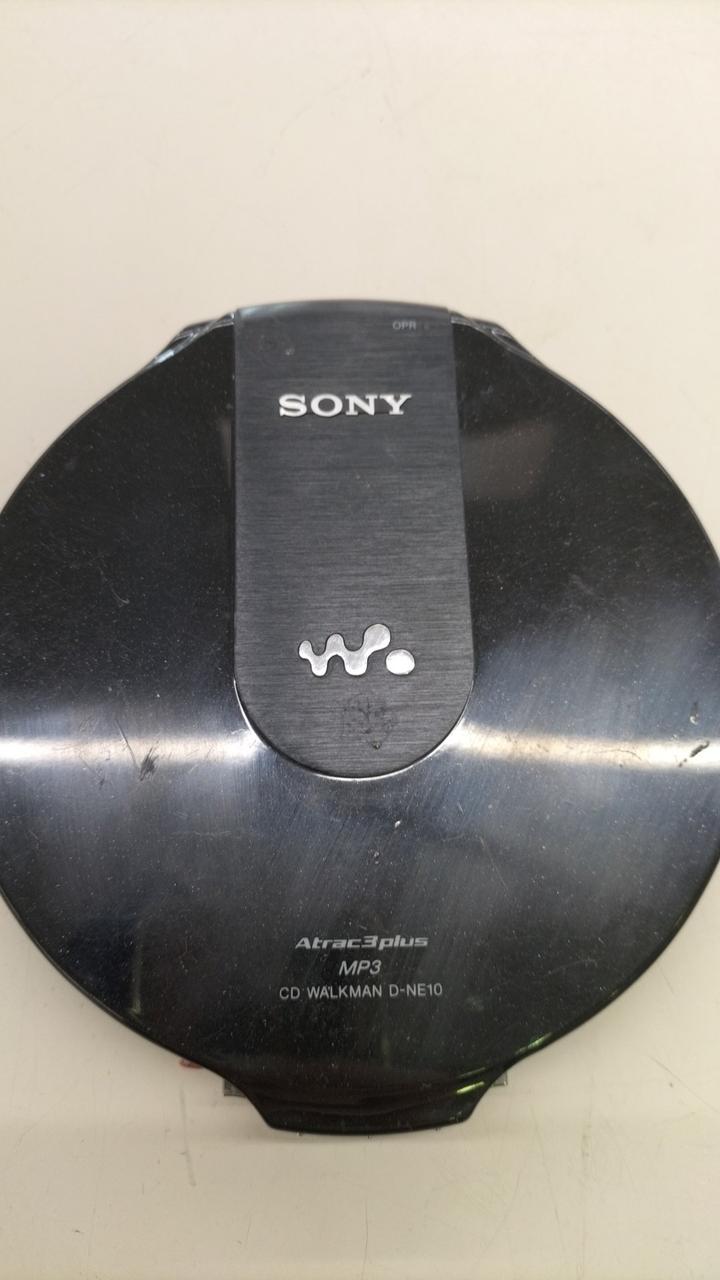 OPR
SONY
W.
Atrac3plus
MP3
CD WALKMAN D-NE10